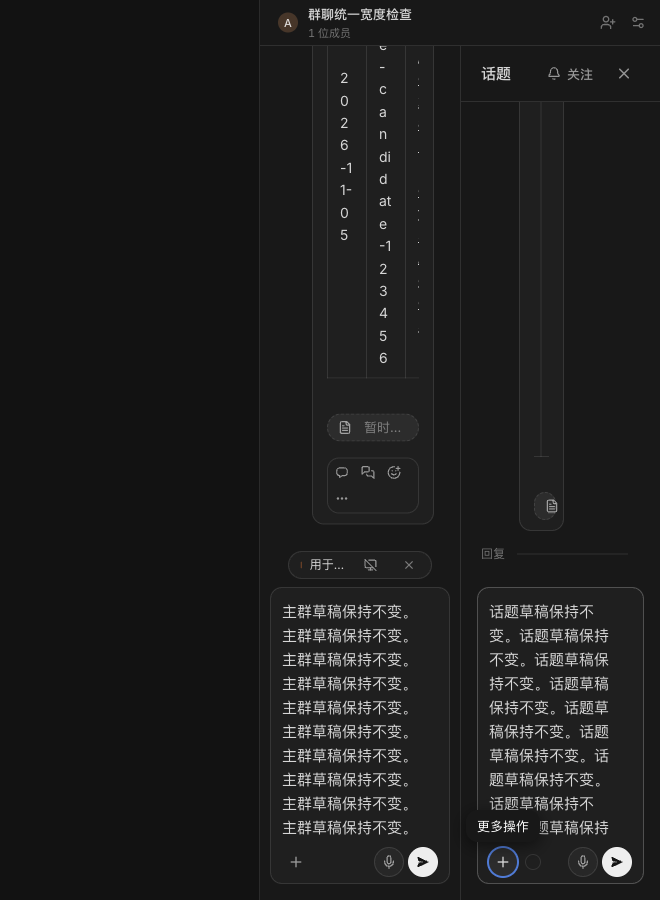 A
群聊统一宽度检查
1 位成员
话题
关注
2
0
2
6
-1
1-
0
5
e
-
c
a
n
di
d
at
e
-1
2
3
4
5
6
暂时...
回复
用于...
主群草稿保持不变。
主群草稿保持不变。
主群草稿保持不变。
主群草稿保持不变。
主群草稿保持不变。
主群草稿保持不变。
主群草稿保持不变。
主群草稿保持不变。
主群草稿保持不变。
主群草稿保持不变。
话题草稿保持不
变。话题草稿保持
不变。话题草稿保
持不变。话题草稿
保持不变。话题草
稿保持不变。话题
草稿保持不变。话
题草稿保持不变。
话题草稿保持不
题草稿保持
更多操作